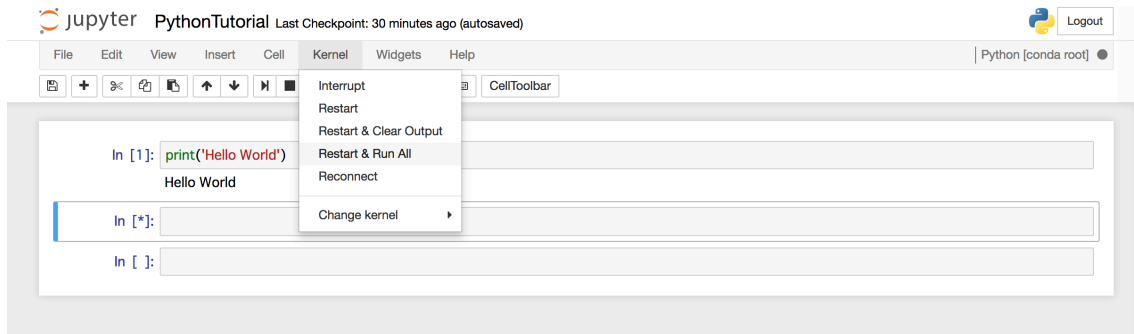 jupyter PythonTutorial Last Checkpoint: 30 minutes ago (autosaved) Logout
File Edit View Insert Cell Kernel Widgets Help Python [conda root]
CellToolbar
Interrupt
Restart
Restart & Clear Output
Restart & Run All
Reconnect
Change kernel
In [1]: print('Hello World')
Hello World
In [*]:
In [ ]: